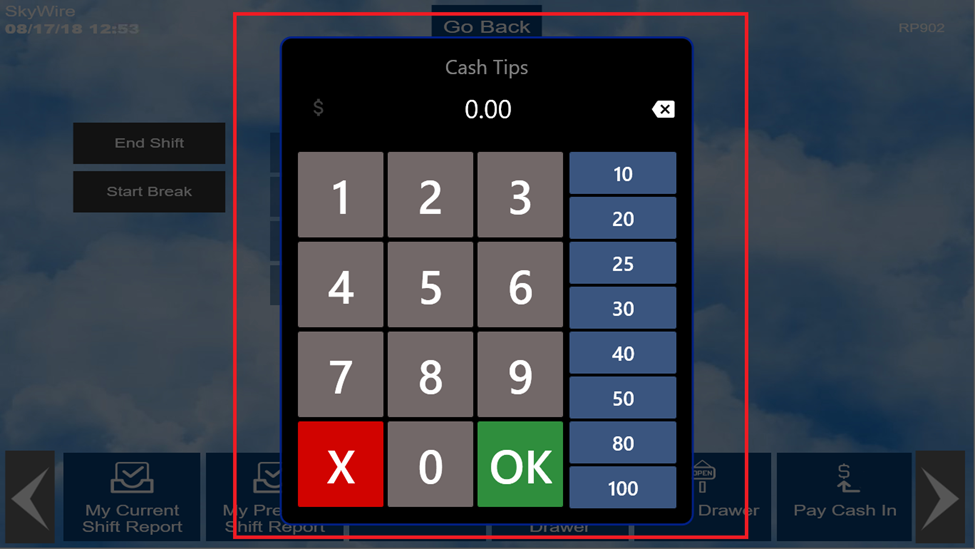 SkyWire
08/17/18 12:53
Go Back
RP902
Cash Tips
$
0.00
End Shift
Start Break
1 2 3
4 5 6
7 8 9
X 0 OK
10
20
25
30
40
50
80
100
My Current
Shift Report
My Pre
Shift Report
Drawer
OPEN
Drawer
$
Pay Cash In